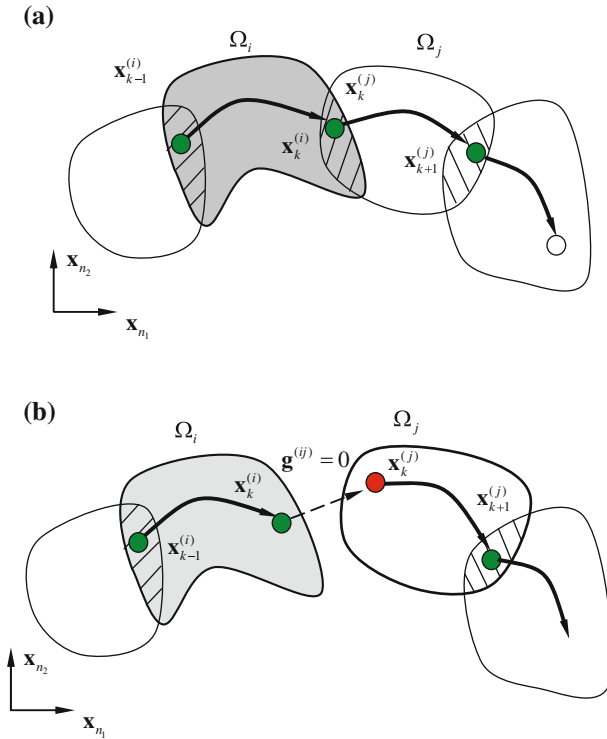 (a)
Ω_i
Ω_j
x_{k-1}^{(i)}
x_k^{(j)}
x_k^{(i)}
x_{k+1}^{(j)}
x_{n_2}
x_{n_1}
(b)
Ω_i
Ω_j
g^{(ij)} = 0
x_k^{(j)}
x_k^{(i)}
x_{k+1}^{(j)}
x_{k-1}^{(i)}
x_{n_2}
x_{n_1}